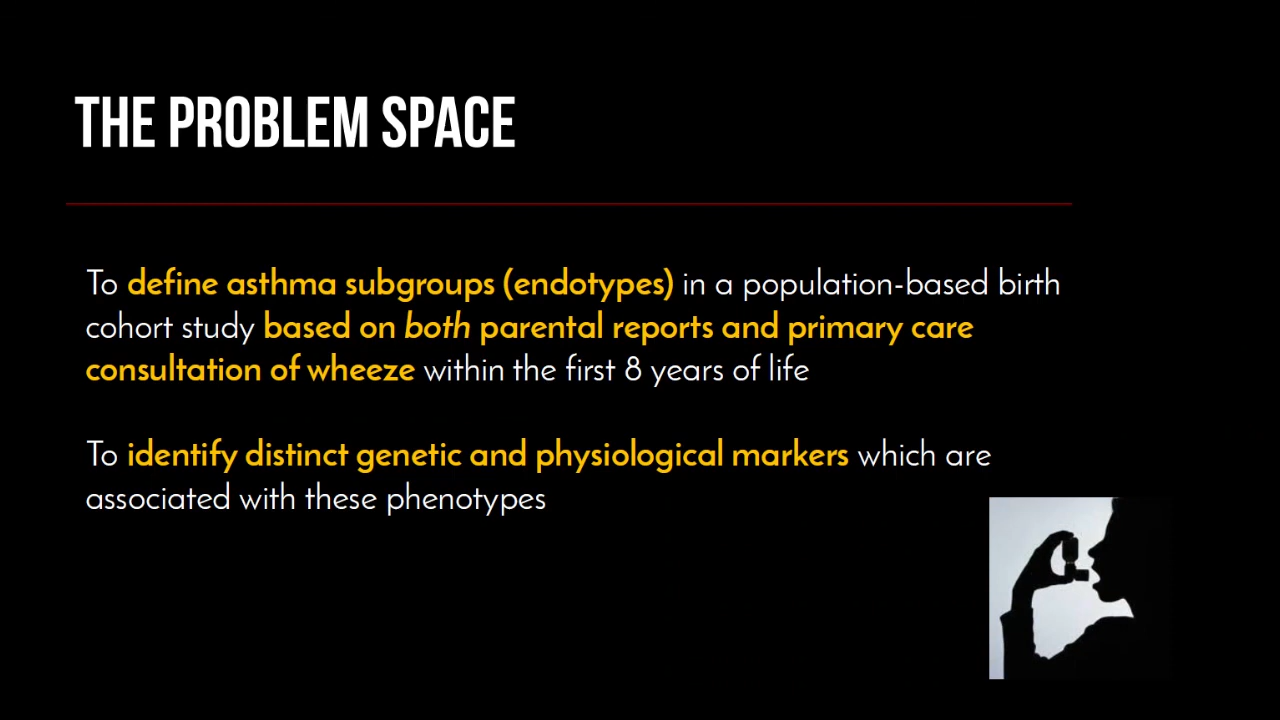 THE PROBLEM SPACE
To define asthma subgroups (endotypes) in a population-based birth
cohort study based on both parental reports and primary care
consultation of wheeze within the first 8 years of life
To identify distinct genetic and physiological markers which are
associated with these phenotypes